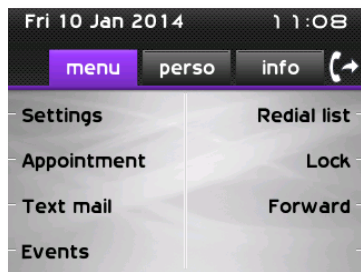 Fri 10 Jan 2014 11:08
menu perso info
Settings Redial list
Appointment Lock
Text mail Forward
Events